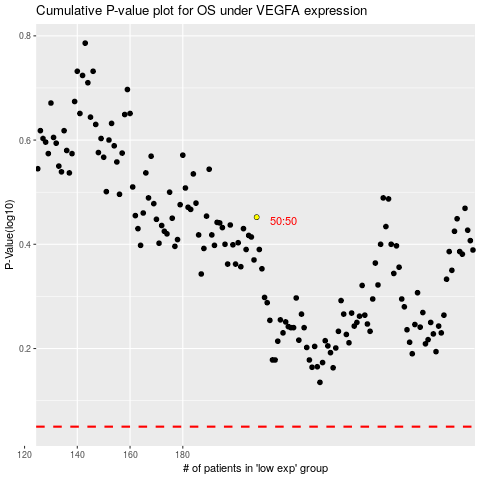 Cumulative P-value plot for OS under VEGFA expression
P-Value(log10)
0.8
0.6
0.4
0.2
50:50
120 140 160 180
# of patients in 'low exp' group